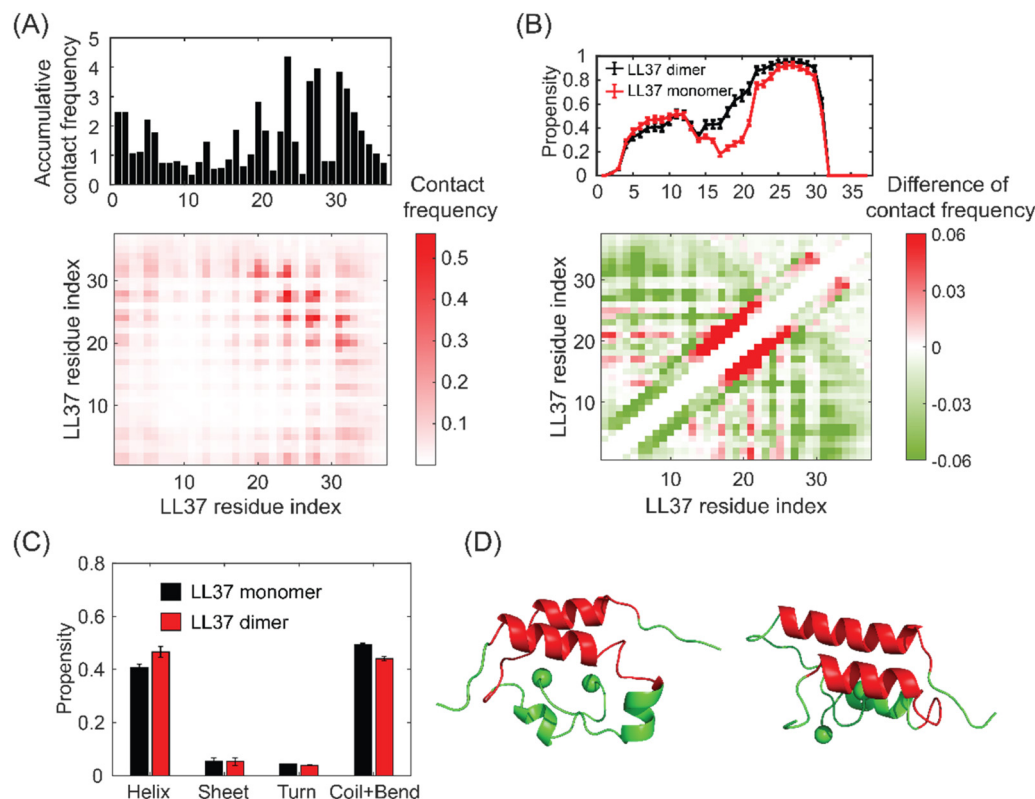 (A)
Accumulative
contact frequency
5
4
3
2
1
0
0 10 20 30
Contact
frequency
LL37 residue index
30
20
10
10 20 30
LL37 residue index
0.5
0.4
0.3
0.2
0.1
(B)
Propensity
1
0.8
0.6
0.4
0.2
0
LL37 dimer
LL37 monomer
0 5 10 15 20 25 30 35
Difference of
contact frequency
LL37 residue index
30
20
10
10 20 30
LL37 residue index
0.06
0.03
0
-0.03
-0.06
(C)
Propensity
0.8
0.6
0.4
0.2
0
LL37 monomer
LL37 dimer
Helix Sheet Turn Coil+Bend
(D)